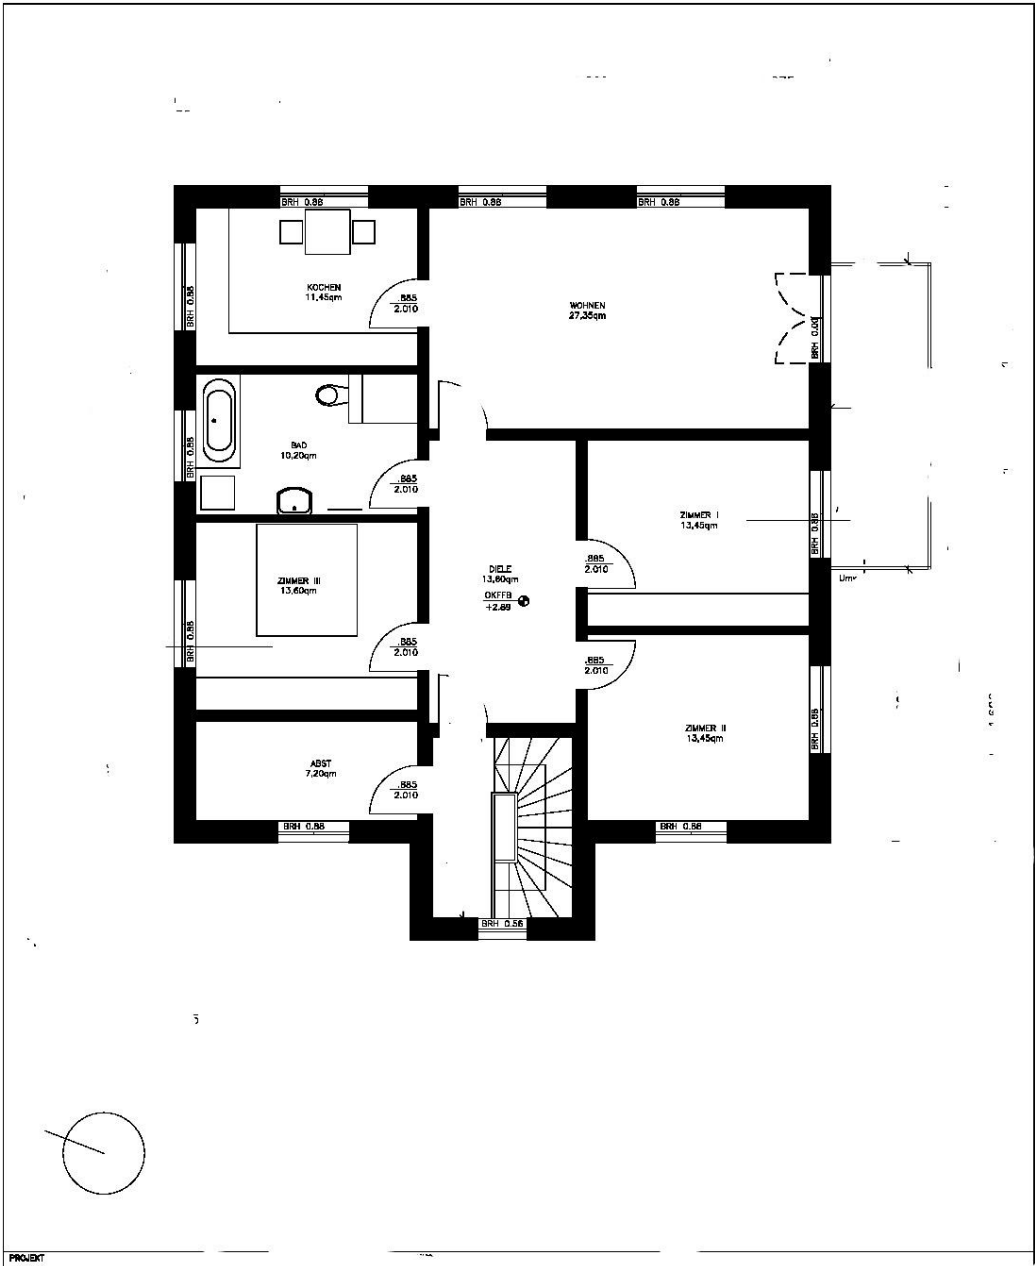 BRH 0.88
BRH 0.88
BRH 0.88
BRH 0.88
KOCHEN
11,45qm
.885
2.010
WOHNEN
27,35qm
BRH 0.00
BRH 0.88
BAD
10,20qm
.885
2.010
ZIMMER I
13,45qm
BRH 0.88
ZIMMER III
13,60qm
DIELE
13,60qm
OKFFB
+2.89
.885
2.010
BRH 0.88
.885
2.010
.885
2.010
ZIMMER II
13,45qm
BRH 0.88
ABST
7,20qm
.885
2.010
BRH 0.88
BRH 0.88
BRH 0.56
PROJEKT